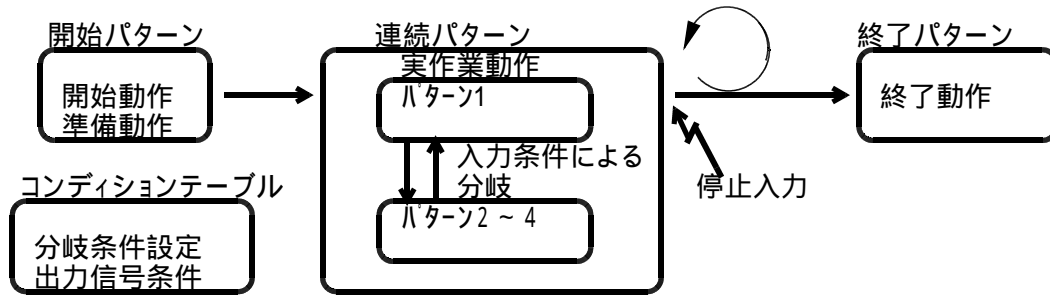 開始パターン
開始動作
準備動作
コンディションテーブル
分岐条件設定
出力信号条件
連続パターン
実作業動作
パターン1
入力条件による
分岐
パターン2 ~ 4
停止入力
終了パターン
終了動作